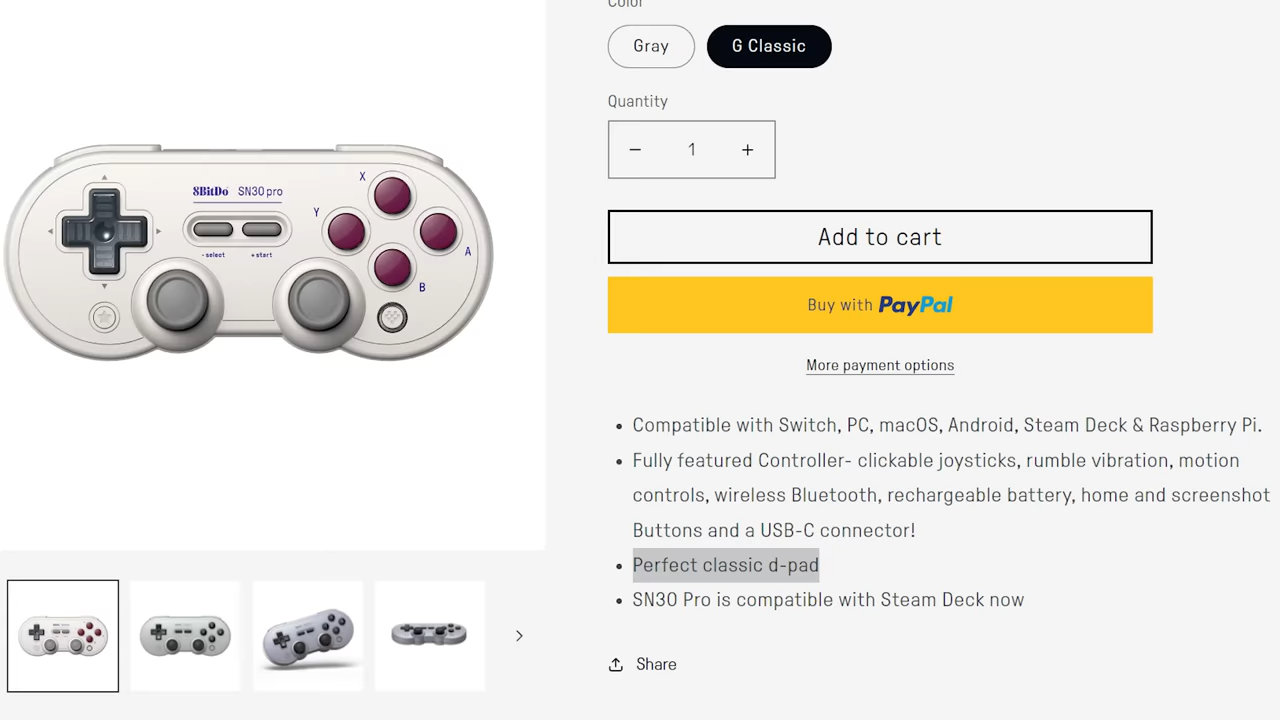 Color
Gray
G Classic
Quantity
− 1 +
Add to cart
Buy with PayPal
More payment options
Compatible with Switch, PC, macOS, Android, Steam Deck & Raspberry Pi.
Fully featured Controller- clickable joysticks, rumble vibration, motion
controls, wireless Bluetooth, rechargeable battery, home and screenshot
Buttons and a USB-C connector!
Perfect classic d-pad
SN30 Pro is compatible with Steam Deck now
Share
8BitDo SN30 pro
X
Y
A
B
- select
+ start